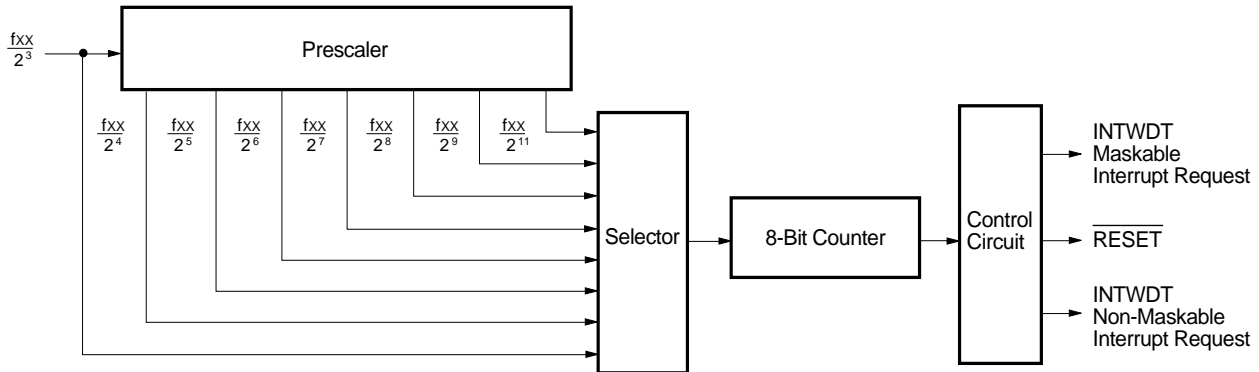 Prescaler
fxx
2³
fxx
2⁴
fxx
2⁵
fxx
2⁶
fxx
2⁷
fxx
2⁸
fxx
2⁹
fxx
2¹¹
Selector
8-Bit Counter
Control
Circuit
INTWDT
Maskable
Interrupt Request
RESET
INTWDT
Non-Maskable
Interrupt Request